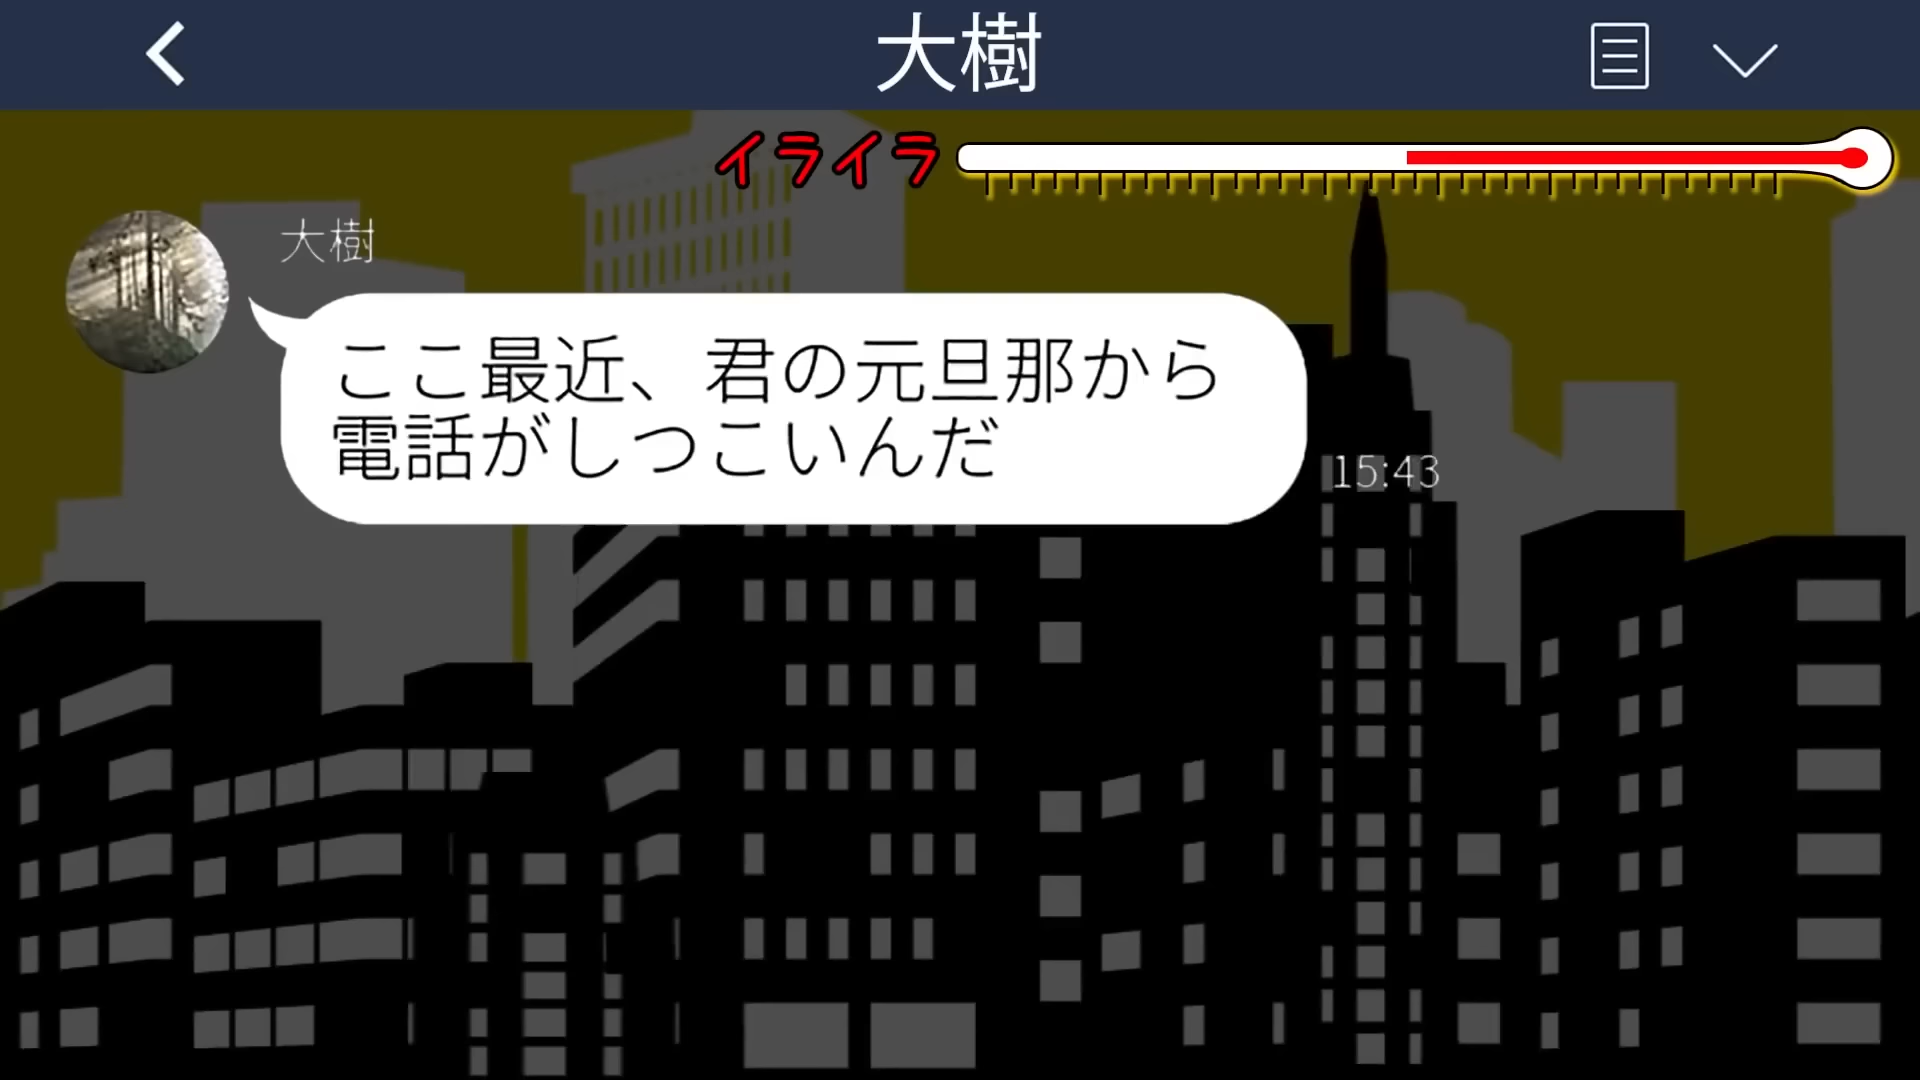 大樹
イライラ
大樹
ここ最近、君の元旦那から
電話がしつこいんだ
15:43